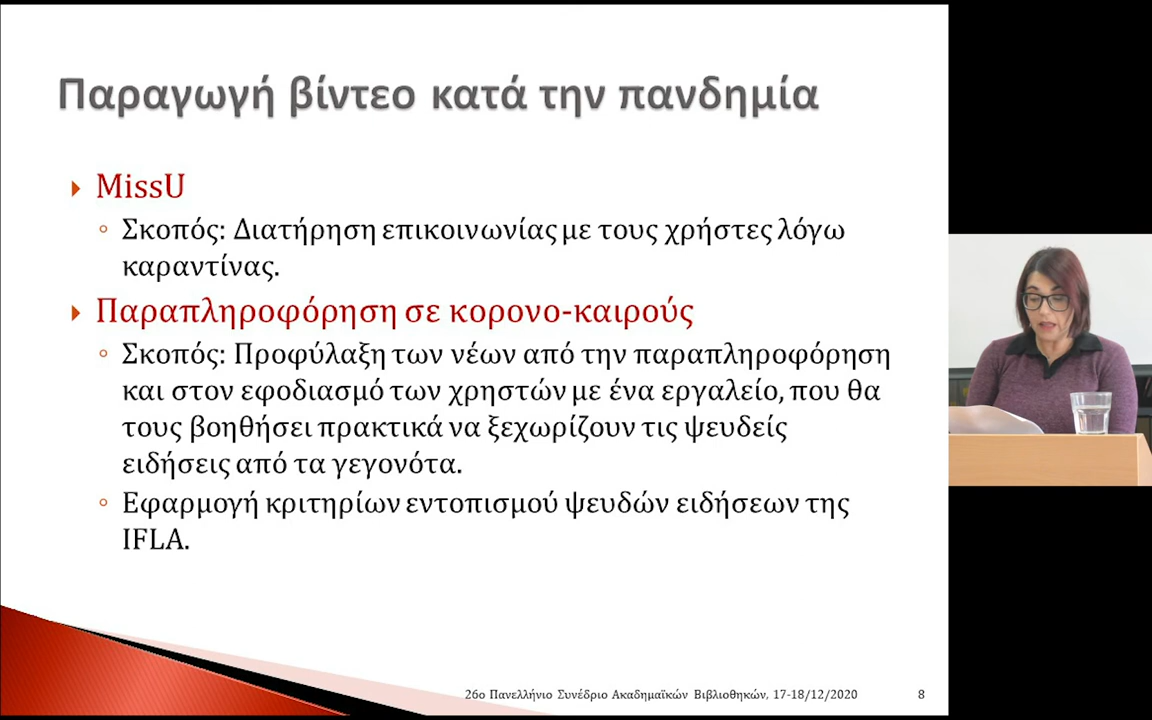 Παραγωγή βίντεο κατά την πανδημία
MissU
Σκοπός: Διατήρηση επικοινωνίας με τους χρήστες λόγω
καραντίνας.
Παραπληροφόρηση σε κορονο-καιρούς
Σκοπός: Προφύλαξη των νέων από την παραπληροφόρηση
και στον εφοδιασμό των χρηστών με ένα εργαλείο, που θα
τους βοηθήσει πρακτικά να ξεχωρίζουν τις ψευδείς
ειδήσεις από τα γεγονότα.
Εφαρμογή κριτηρίων εντοπισμού ψευδών ειδήσεων της
IFLA.
26ο Πανελλήνιο Συνέδριο Ακαδημαϊκών Βιβλιοθηκών, 17-18/12/2020 8